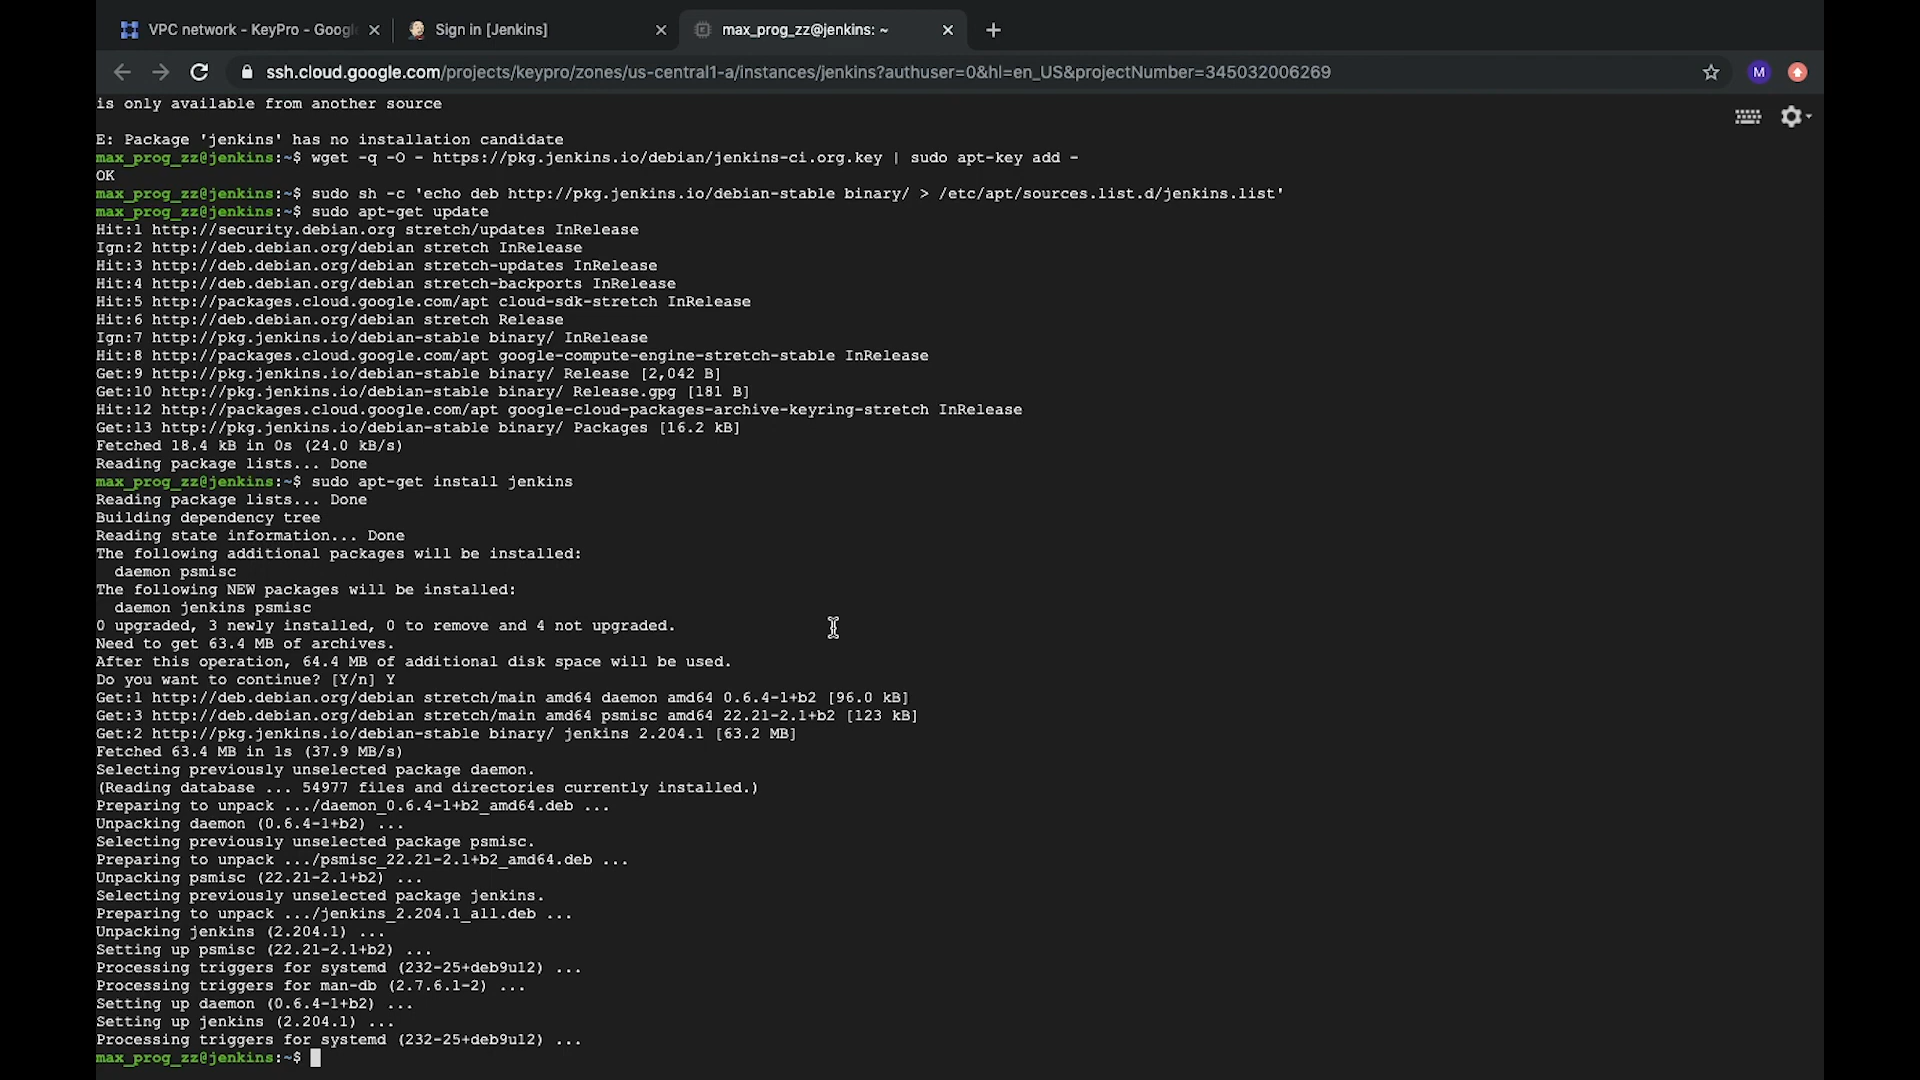 VPC network - KeyPro - Googl
Sign in [Jenkins]
max_prog_zz@jenkins: ~
ssh.cloud.google.com/projects/keypro/zones/us-central1-a/instances/jenkins?authuser=0&hl=en_US&projectNumber=345032006269
M
is only available from another source
E: Package 'jenkins' has no installation candidate
max_prog_zz@jenkins:~$ wget -q -O - https://pkg.jenkins.io/debian/jenkins-ci.org.key | sudo apt-key add -
OK
max_prog_zz@jenkins:~$ sudo sh -c 'echo deb http://pkg.jenkins.io/debian-stable binary/ > /etc/apt/sources.list.d/jenkins.list'
max_prog_zz@jenkins:~$ sudo apt-get update
Hit:1 http://security.debian.org stretch/updates InRelease
Ign:2 http://deb.debian.org/debian stretch InRelease
Hit:3 http://deb.debian.org/debian stretch-updates InRelease
Hit:4 http://deb.debian.org/debian stretch-backports InRelease
Hit:5 http://packages.cloud.google.com/apt cloud-sdk-stretch InRelease
Hit:6 http://deb.debian.org/debian stretch Release
Ign:7 http://pkg.jenkins.io/debian-stable binary/ InRelease
Hit:8 http://packages.cloud.google.com/apt google-compute-engine-stretch-stable InRelease
Get:9 http://pkg.jenkins.io/debian-stable binary/ Release [2,042 B]
Get:10 http://pkg.jenkins.io/debian-stable binary/ Release.gpg [181 B]
Hit:12 http://packages.cloud.google.com/apt google-cloud-packages-archive-keyring-stretch InRelease
Get:13 http://pkg.jenkins.io/debian-stable binary/ Packages [16.2 kB]
Fetched 18.4 kB in 0s (24.0 kB/s)
Reading package lists... Done
max_prog_zz@jenkins:~$ sudo apt-get install jenkins
Reading package lists... Done
Building dependency tree
Reading state information... Done
The following additional packages will be installed:
daemon psmisc
The following NEW packages will be installed:
daemon jenkins psmisc
0 upgraded, 3 newly installed, 0 to remove and 4 not upgraded.
Need to get 63.4 MB of archives.
After this operation, 64.4 MB of additional disk space will be used.
Do you want to continue? [Y/n] Y
Get:1 http://deb.debian.org/debian stretch/main amd64 daemon amd64 0.6.4-1+b2 [96.0 kB]
Get:3 http://deb.debian.org/debian stretch/main amd64 psmisc amd64 22.21-2.1+b2 [123 kB]
Get:2 http://pkg.jenkins.io/debian-stable binary/ jenkins 2.204.1 [63.2 MB]
Fetched 63.4 MB in 1s (37.9 MB/s)
Selecting previously unselected package daemon.
(Reading database ... 54977 files and directories currently installed.)
Preparing to unpack .../daemon_0.6.4-1+b2_amd64.deb ...
Unpacking daemon (0.6.4-1+b2) ...
Selecting previously unselected package psmisc.
Preparing to unpack .../psmisc_22.21-2.1+b2_amd64.deb ...
Unpacking psmisc (22.21-2.1+b2) ...
Selecting previously unselected package jenkins.
Preparing to unpack .../jenkins_2.204.1_all.deb ...
Unpacking jenkins (2.204.1) ...
Setting up psmisc (22.21-2.1+b2) ...
Processing triggers for systemd (232-25+deb9u12) ...
Processing triggers for man-db (2.7.6.1-2) ...
Setting up daemon (0.6.4-1+b2) ...
Setting up jenkins (2.204.1) ...
Processing triggers for systemd (232-25+deb9u12) ...
max_prog_zz@jenkins:~$